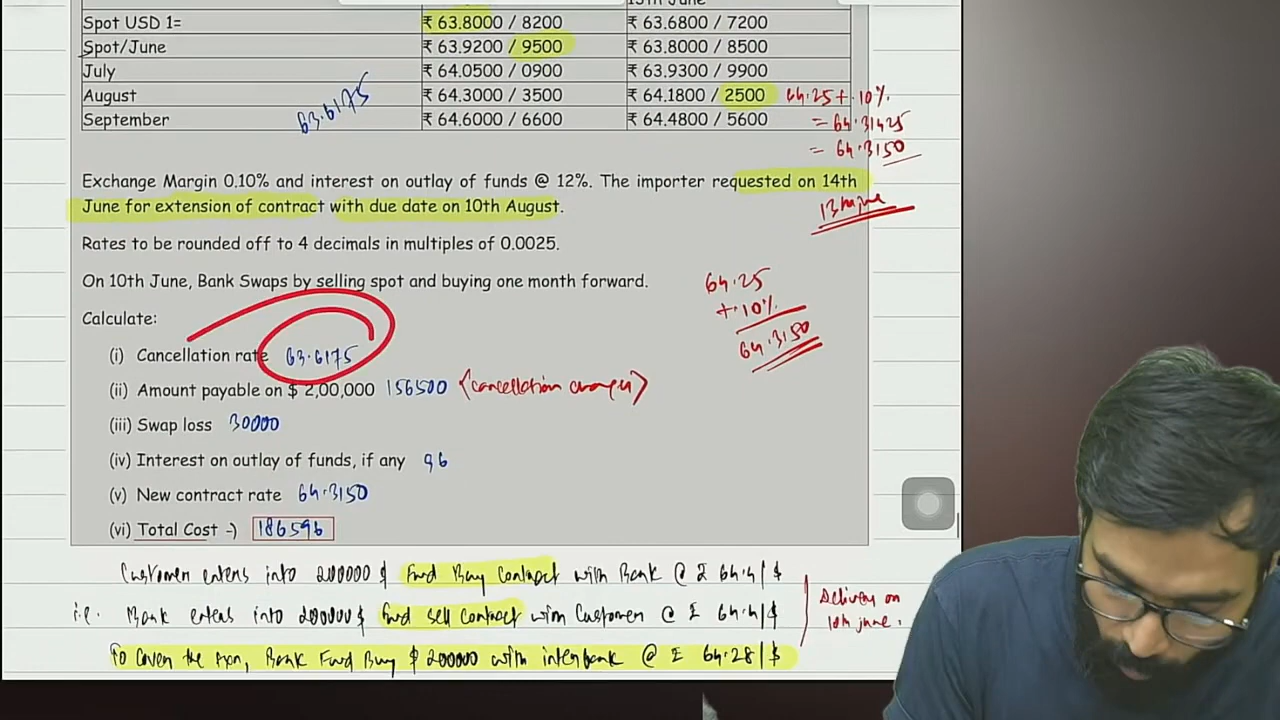 Spot USD 1= ₹ 63.8000 / 8200 ₹ 63.6800 / 7200
Spot/June ₹ 63.9200 / 9500 ₹ 63.8000 / 8500
July ₹ 64.0500 / 0900 ₹ 63.9300 / 9900
August ₹ 64.3000 / 3500 ₹ 64.1800 / 2500 64.25 + .10%
September ₹ 64.6000 / 6600 ₹ 64.4800 / 5600 = 64.31425
63.6175 = 64.3150
Exchange Margin 0.10% and interest on outlay of funds @ 12%. The importer requested on 14th
June for extension of contract with due date on 10th August.
Rates to be rounded off to 4 decimals in multiples of 0.0025.
On 10th June, Bank Swaps by selling spot and buying one month forward.
64.25
+ .10%
64.3150
Calculate:
(i) Cancellation rate 63.6175
(ii) Amount payable on $ 2,00,000 156500 (cancellation charges)
(iii) Swap loss 30000
(iv) Interest on outlay of funds, if any 96
(v) New contract rate 64.3150
(vi) Total Cost -) 186596
Customer enters into 200000 $ Fwd Buy Contract with Bank @ ₹ 64.4 / $
i.e. Bank enters into 200000 $ fwd sell contract with Customer @ ₹ 64.4 / $
Delivery on
10th june.
To cover the txn, Bank Fwd Buy $ 200000 with interbank @ ₹ 64.28 / $